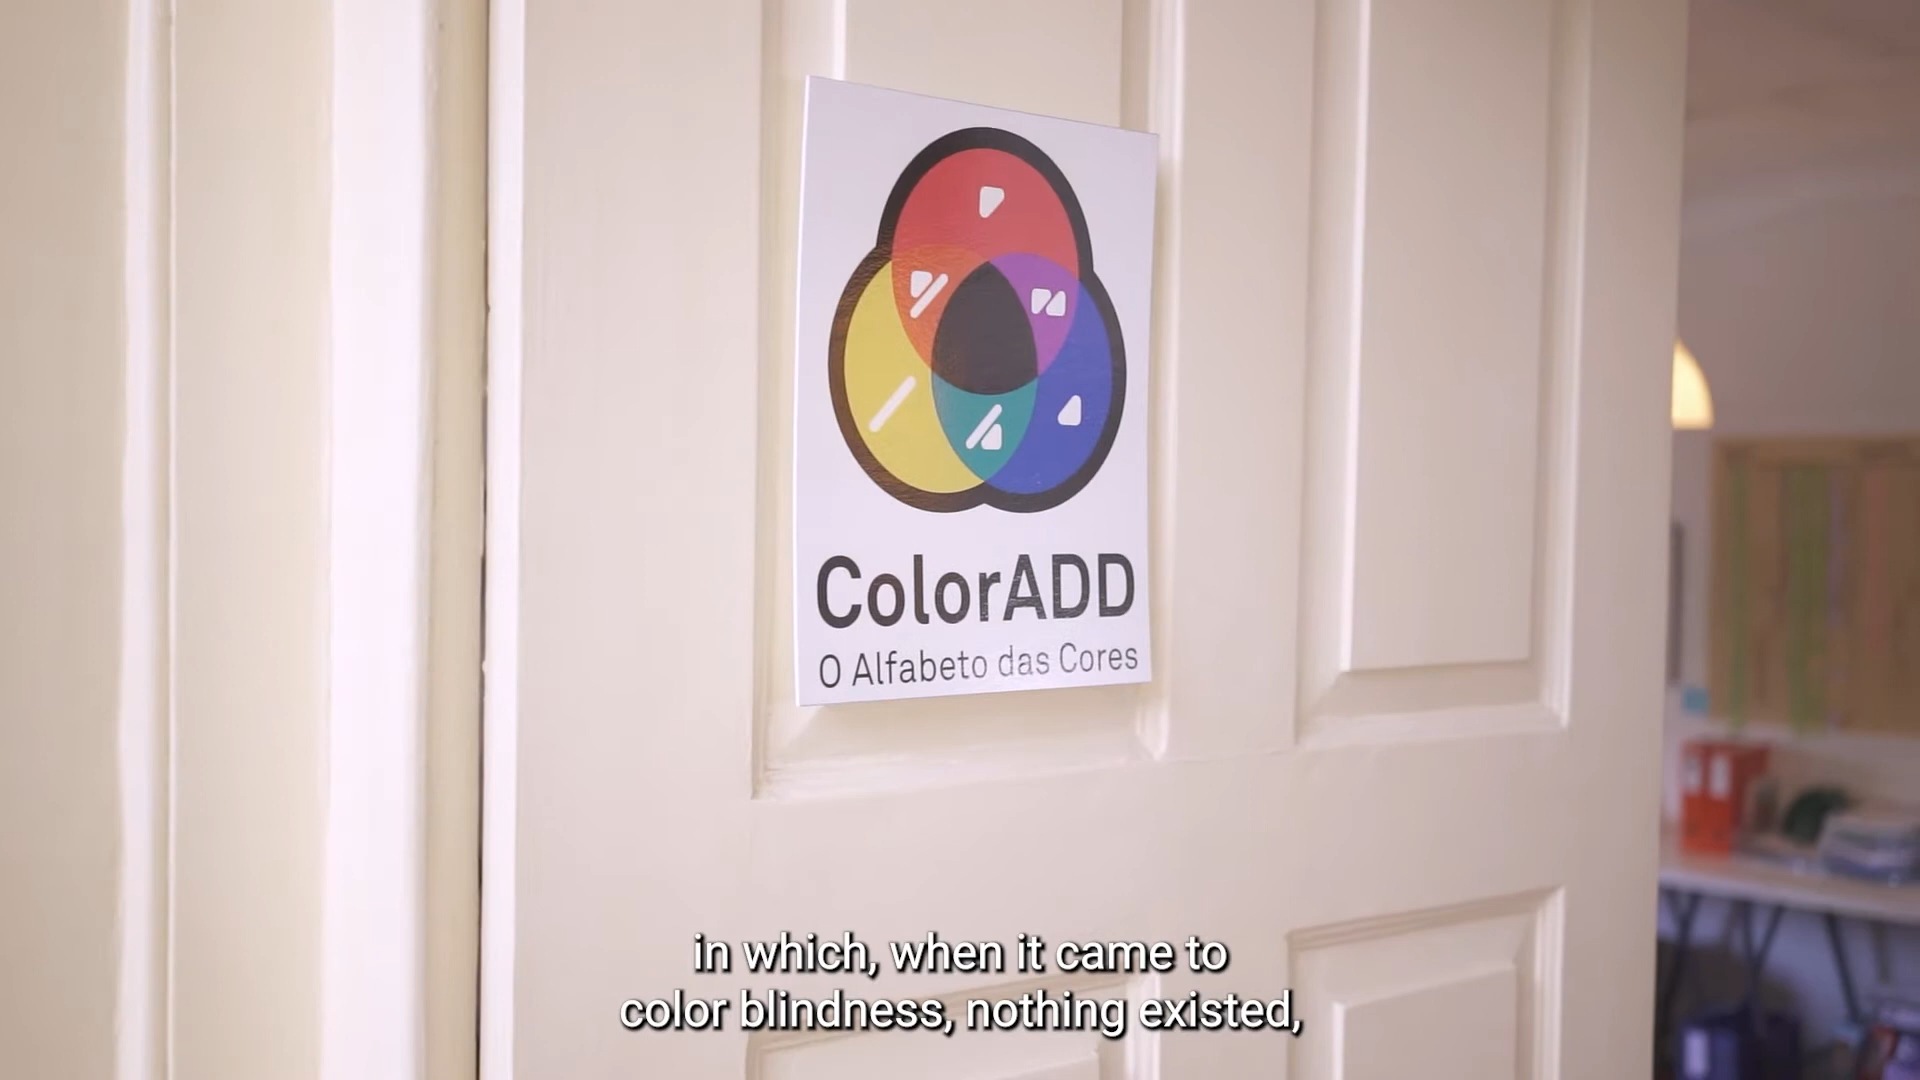 ColorADD
O Alfabeto das Cores
in which, when it came to
color blindness, nothing existed,